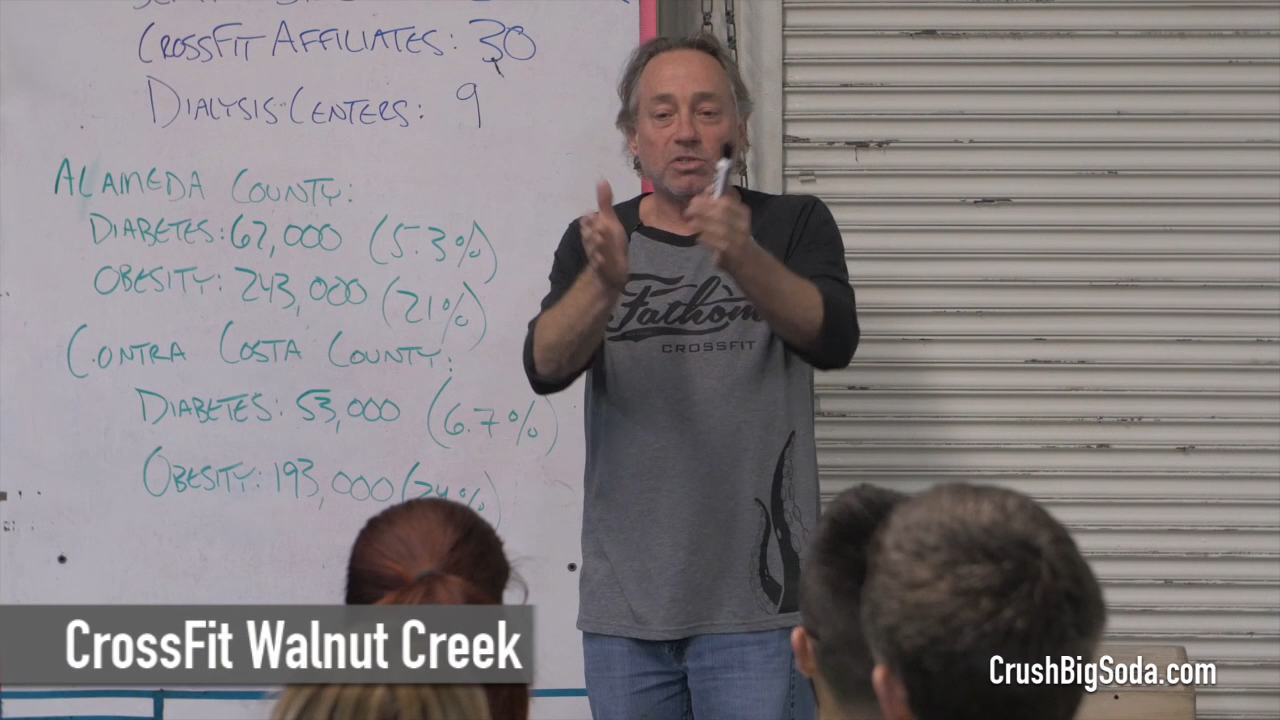 CROSSFIT AFFILIATES: 30
DIALYSIS CENTERS: 9
ALAMEDA COUNTY:
DIABETES: 67,000 (5.3%)
OBESITY: 243,000 (21%)
CONTRA COSTA COUNTY:
DIABETES: 53,000 (6.7%)
OBESITY: 193,000 (24%)
Fathom
CROSSFIT
CrossFit Walnut Creek
CrushBigSoda.com